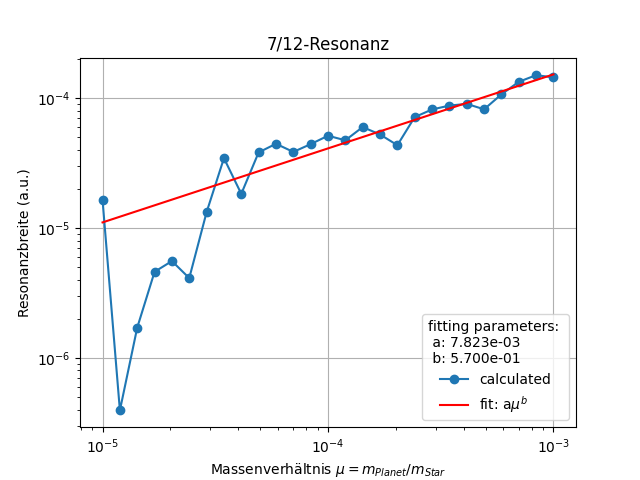 7/12-Resonanz
Resonanzbreite (a.u.)
10⁻⁴
10⁻⁵
10⁻⁶
fitting parameters:
a: 7.823e-03
b: 5.700e-01
calculated
fit: aμᵇ
10⁻⁵
10⁻⁴
10⁻³
Massenverhältnis μ = m_Planet/m_Star